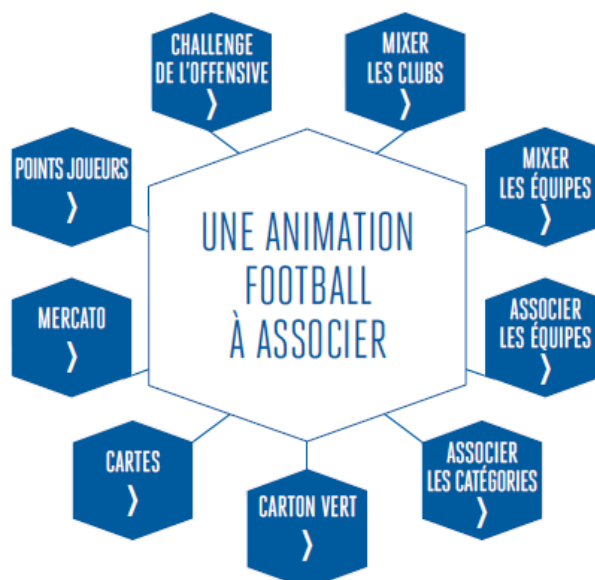 CHALLENGE
DE L'OFFENSIVE
❯
MIXER
LES CLUBS
❯
POINTS JOUEURS
❯
MIXER
LES ÉQUIPES
❯
UNE ANIMATION
FOOTBALL
À ASSOCIER
MERCATO
❯
ASSOCIER
LES ÉQUIPES
❯
CARTES
❯
CARTON VERT
❯
ASSOCIER
LES CATÉGORIES
❯